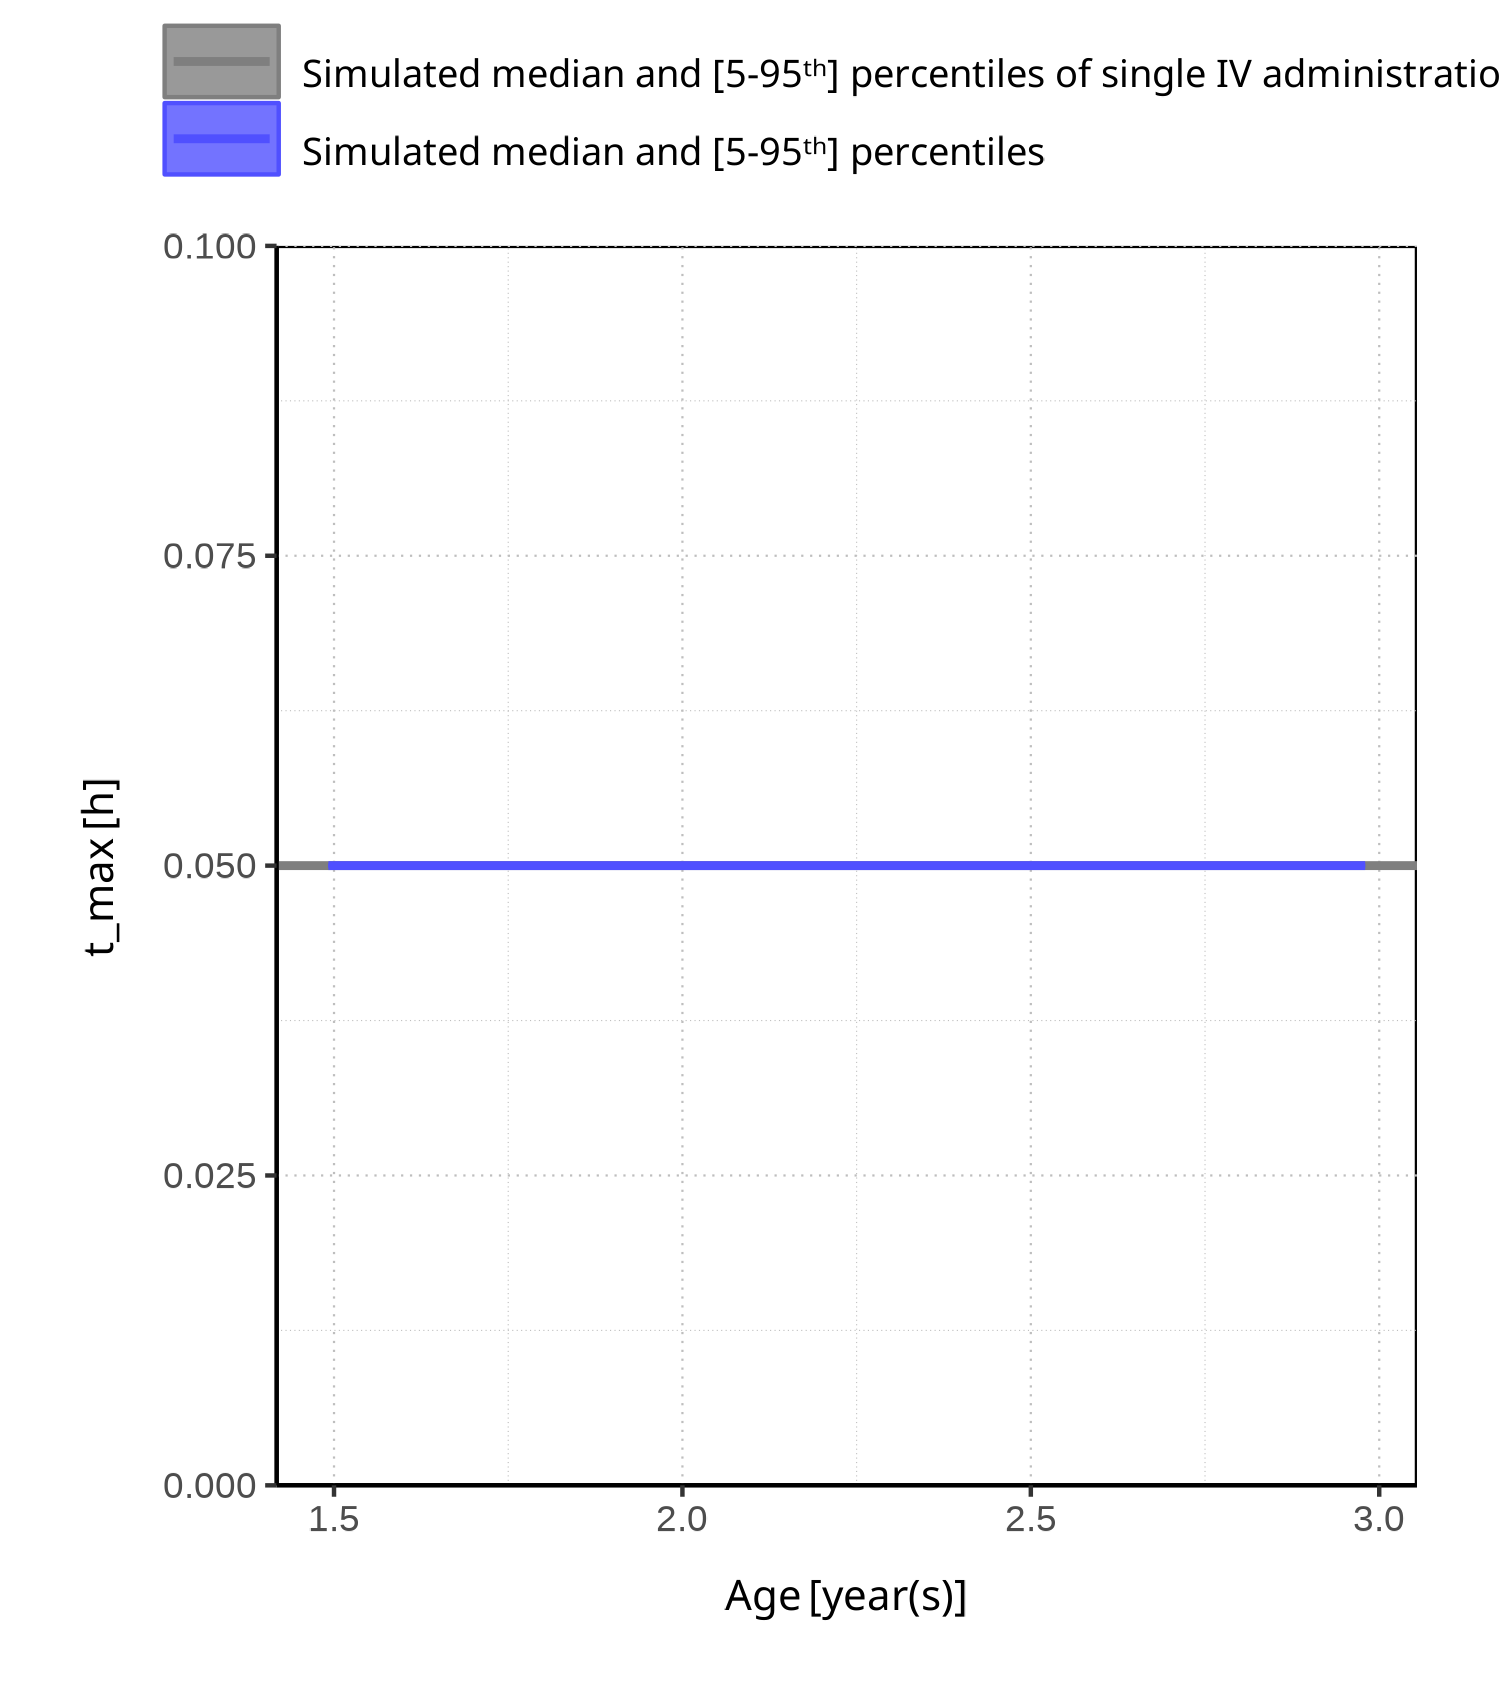 Simulated median and [5-95ᵗʰ] percentiles of single IV administratio
Simulated median and [5-95ᵗʰ] percentiles
0.100
0.075
0.050
0.025
0.000
t_max [h]
1.5 2.0 2.5 3.0
Age [year(s)]